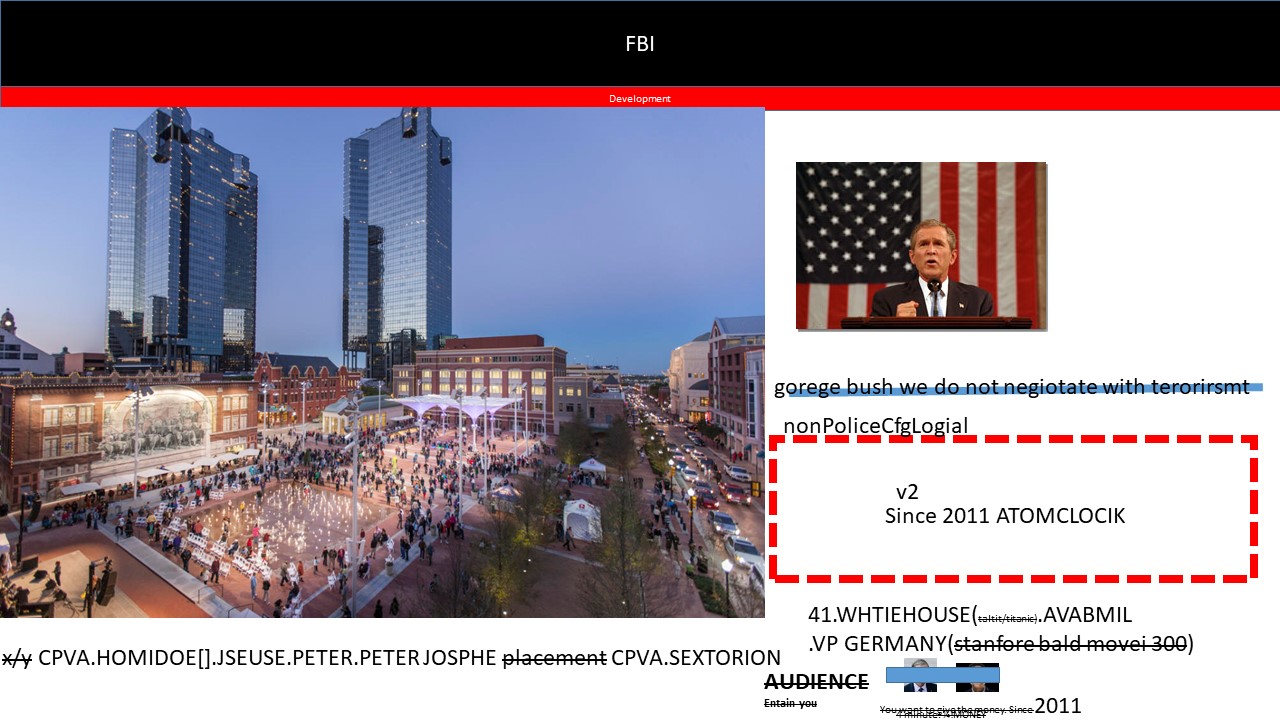 FBI
Development
gorege bush we do not negiotate with terorirsmt
nonPoliceCfgLogial
v2
Since 2011 ATOMCLOCIK
41.WHTIEHOUSE(taltit/titanic).AVABMIL
.VP GERMANY(stanfore bald movei 300)
x/y CPVA.HOMIDOE[].JSEUSE.PETER.PETER JOSPHE placement CPVA.SEXTORION
AUDIENCE
Entain you
You want to give the money. Since 2011
4 minute. 4.MONEY